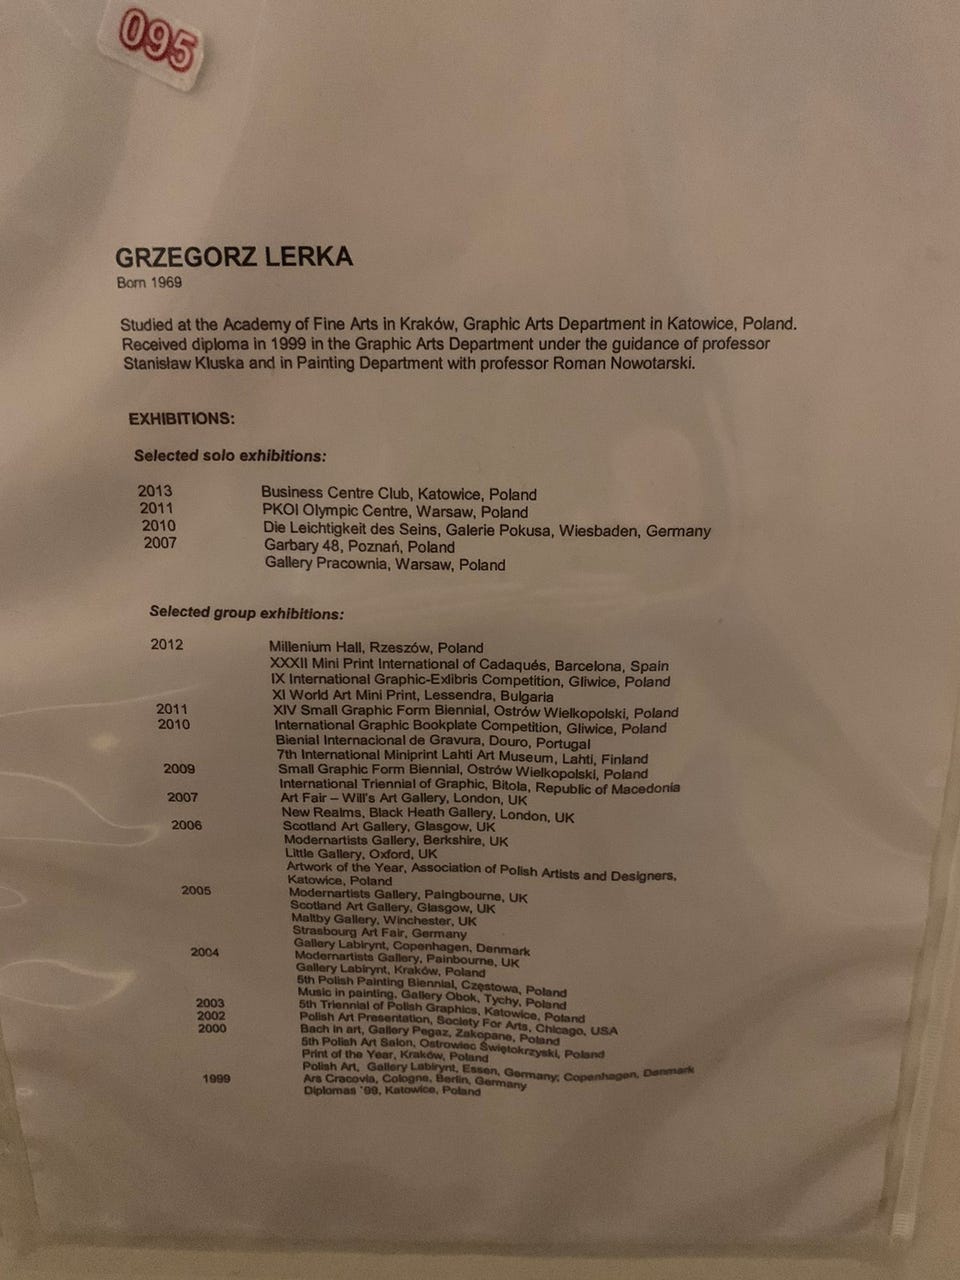 095
GRZEGORZ LERKA
Born 1969
Studied at the Academy of Fine Arts in Kraków, Graphic Arts Department in Katowice, Poland.
Received diploma in 1999 in the Graphic Arts Department under the guidance of professor
Stanisław Kluska and in Painting Department with professor Roman Nowotarski.
EXHIBITIONS:
Selected solo exhibitions:
2013 Business Centre Club, Katowice, Poland
2011 PKOl Olympic Centre, Warsaw, Poland
2010 Die Leichtigkeit des Seins, Galerie Pokusa, Wiesbaden, Germany
2007 Garbary 48, Poznań, Poland
Gallery Pracownia, Warsaw, Poland
Selected group exhibitions:
2012 Millenium Hall, Rzeszów, Poland
XXXII Mini Print International of Cadaqués, Barcelona, Spain
IX International Graphic-Exlibris Competition, Gliwice, Poland
XI World Art Mini Print, Lessendra, Bulgaria
2011 XIV Small Graphic Form Biennial, Ostrów Wielkopolski, Poland
2010 International Graphic Bookplate Competition, Gliwice, Poland
Bienial Internacional de Gravura, Douro, Portugal
7th International Miniprint Lahti Art Museum, Lahti, Finland
2009 Small Graphic Form Biennial, Ostrów Wielkopolski, Poland
International Triennial of Graphic, Bitola, Republic of Macedonia
2007 Art Fair – Will's Art Gallery, London, UK
New Realms, Black Heath Gallery, London, UK
2006 Scotland Art Gallery, Glasgow, UK
Modernartists Gallery, Berkshire, UK
Little Gallery, Oxford, UK
Artwork of the Year, Association of Polish Artists and Designers,
Katowice, Poland
2005 Modernartists Gallery, Paingbourne, UK
Scotland Art Gallery, Glasgow, UK
Maltby Gallery, Winchester, UK
Strasbourg Art Fair, Germany
Gallery Labirynt, Copenhagen, Denmark
2004 Modernartists Gallery, Painbourne, UK
Gallery Labirynt, Kraków, Poland
5th Polish Painting Biennial, Częstowa, Poland
Music in painting, Gallery Obok, Tychy, Poland
2003 5th Triennial of Polish Graphics, Katowice, Poland
2002 Polish Art Presentation, Society For Arts, Chicago, USA
2000 Bach in art, Gallery Pegaz, Zakopane, Poland
5th Polish Art Salon, Ostrowiec Świętokrzyski, Poland
Print of the Year, Kraków, Poland
Polish Art, Gallery Labirynt, Essen, Germany; Copenhagen, Denmark
1999 Ars Cracovia, Cologne, Berlin, Germany
Diplomas '99, Katowice, Poland